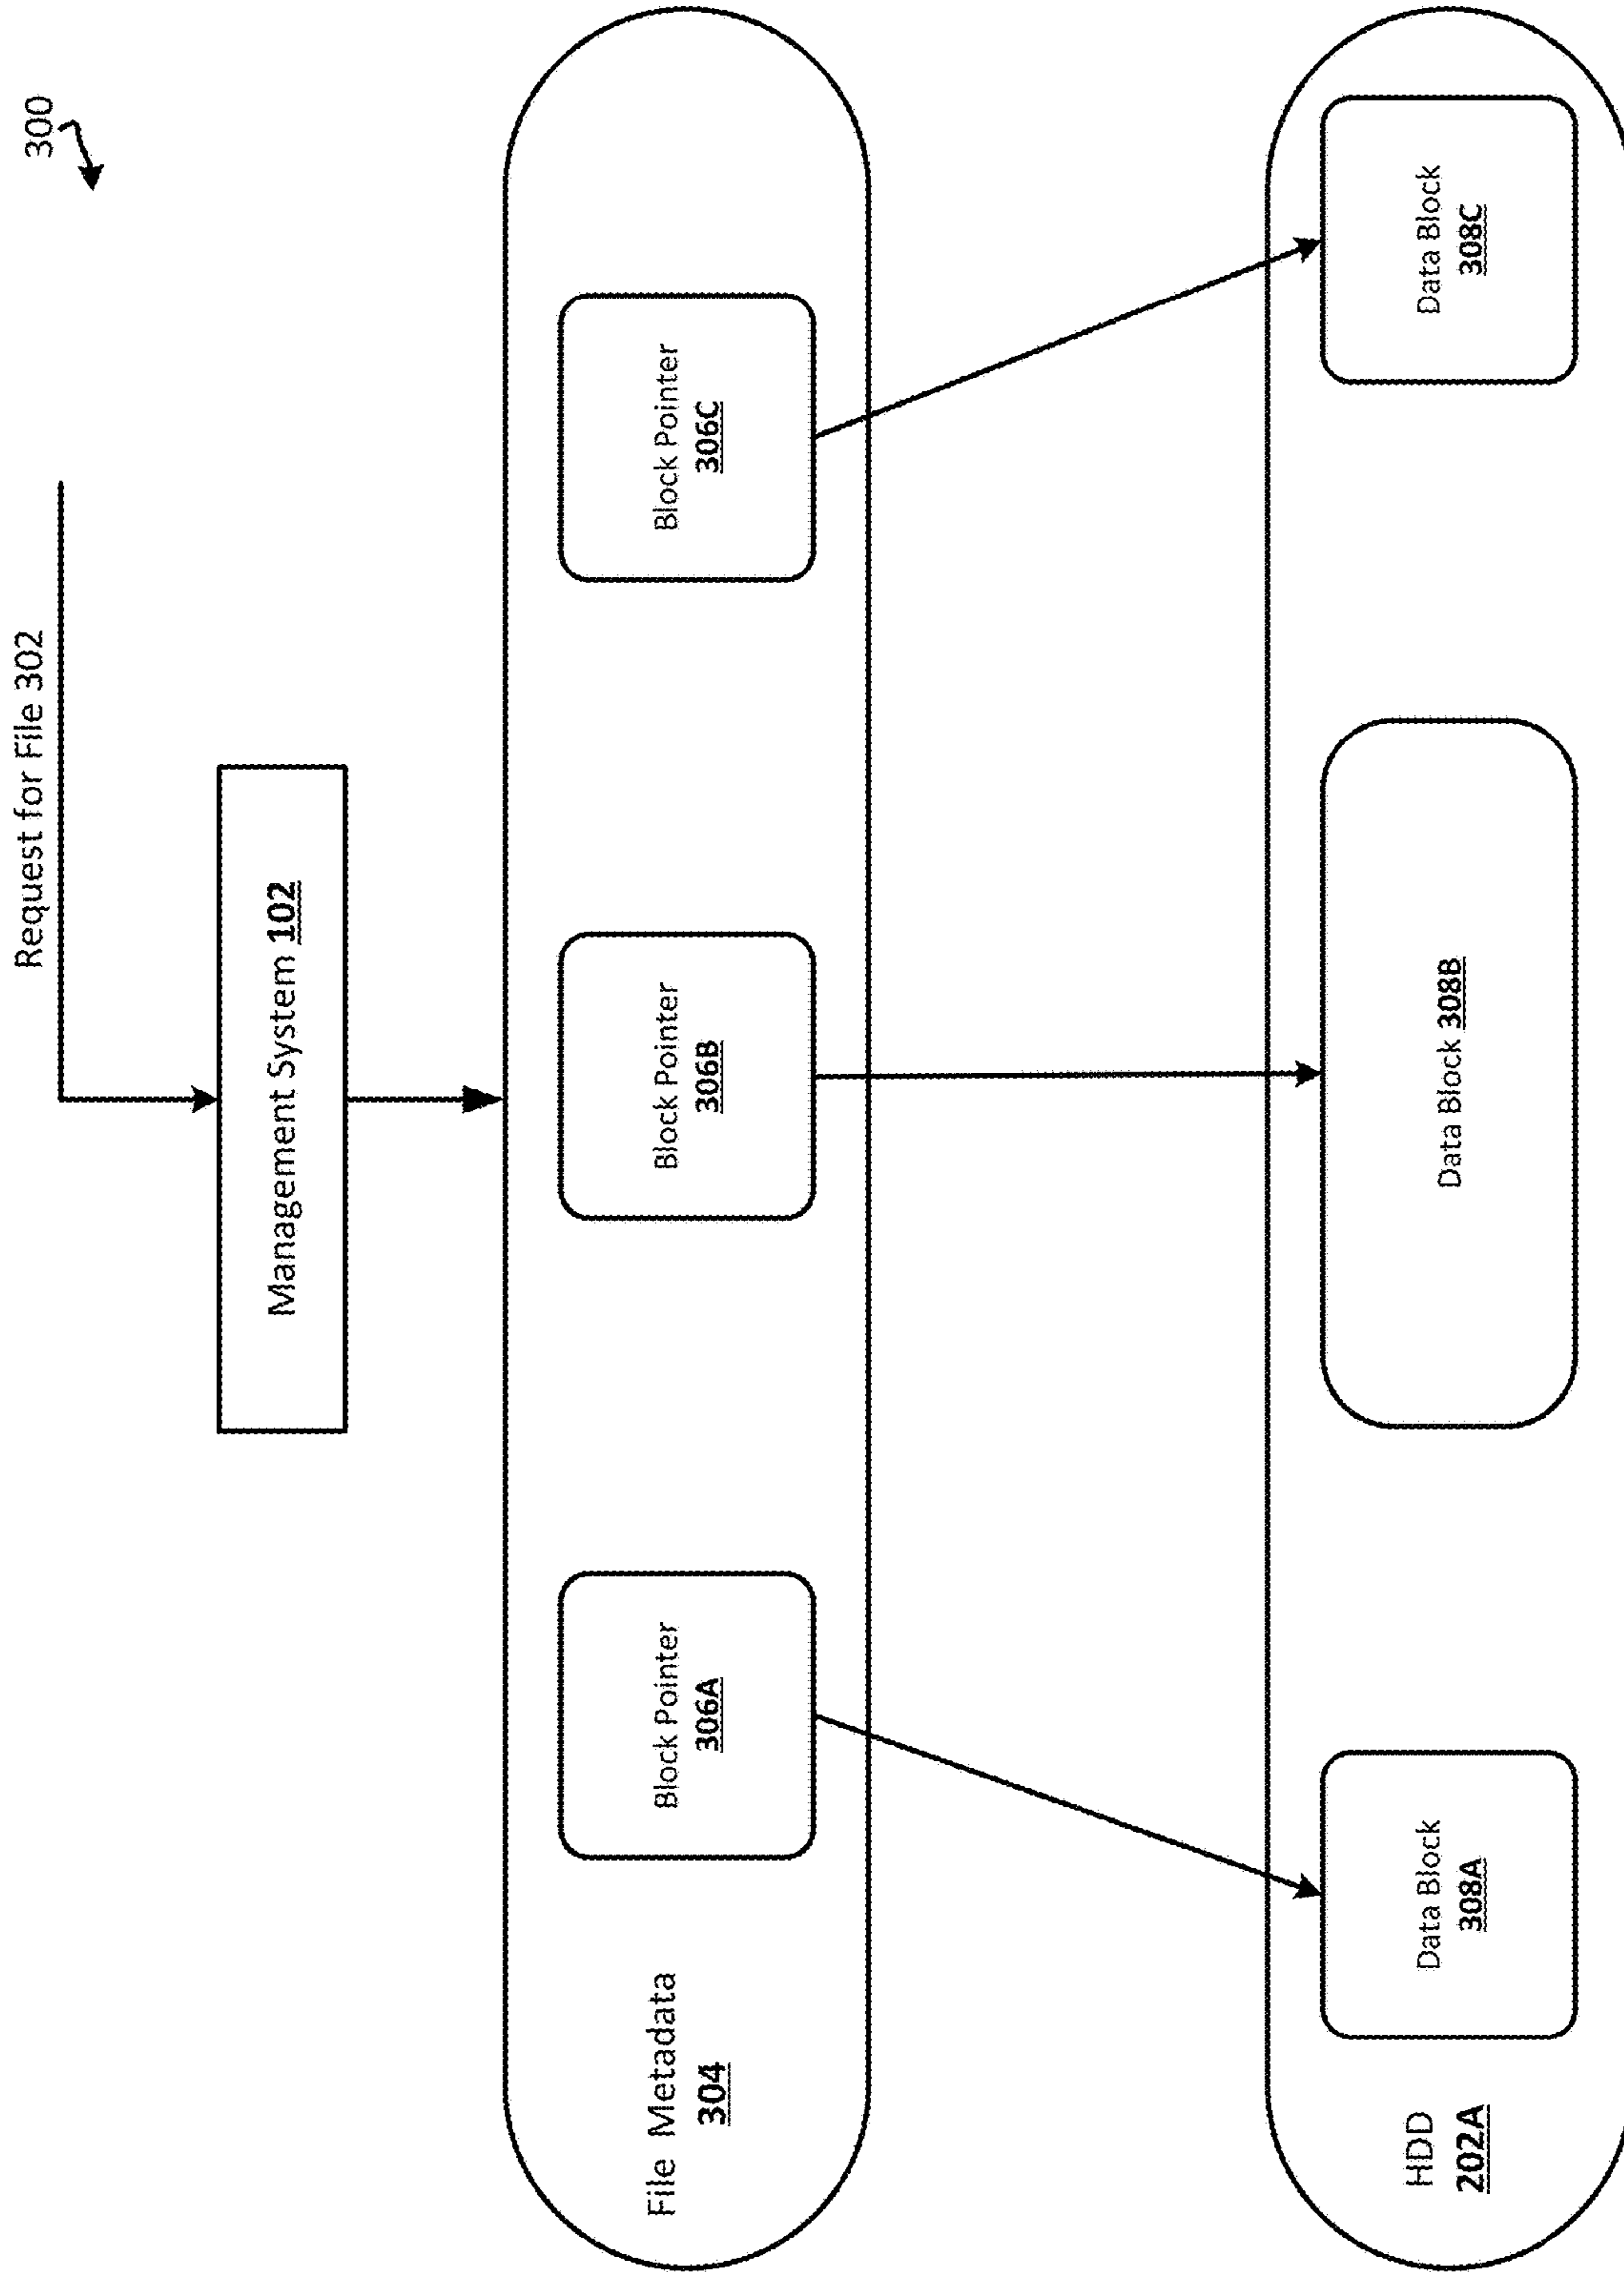 300
Request for File 302
Management System 102
File Metadata
304
Block Pointer
306A
Block Pointer
306B
Block Pointer
306C
HDD
202A
Data Block
308A
Data Block 308B
Data Block
308C